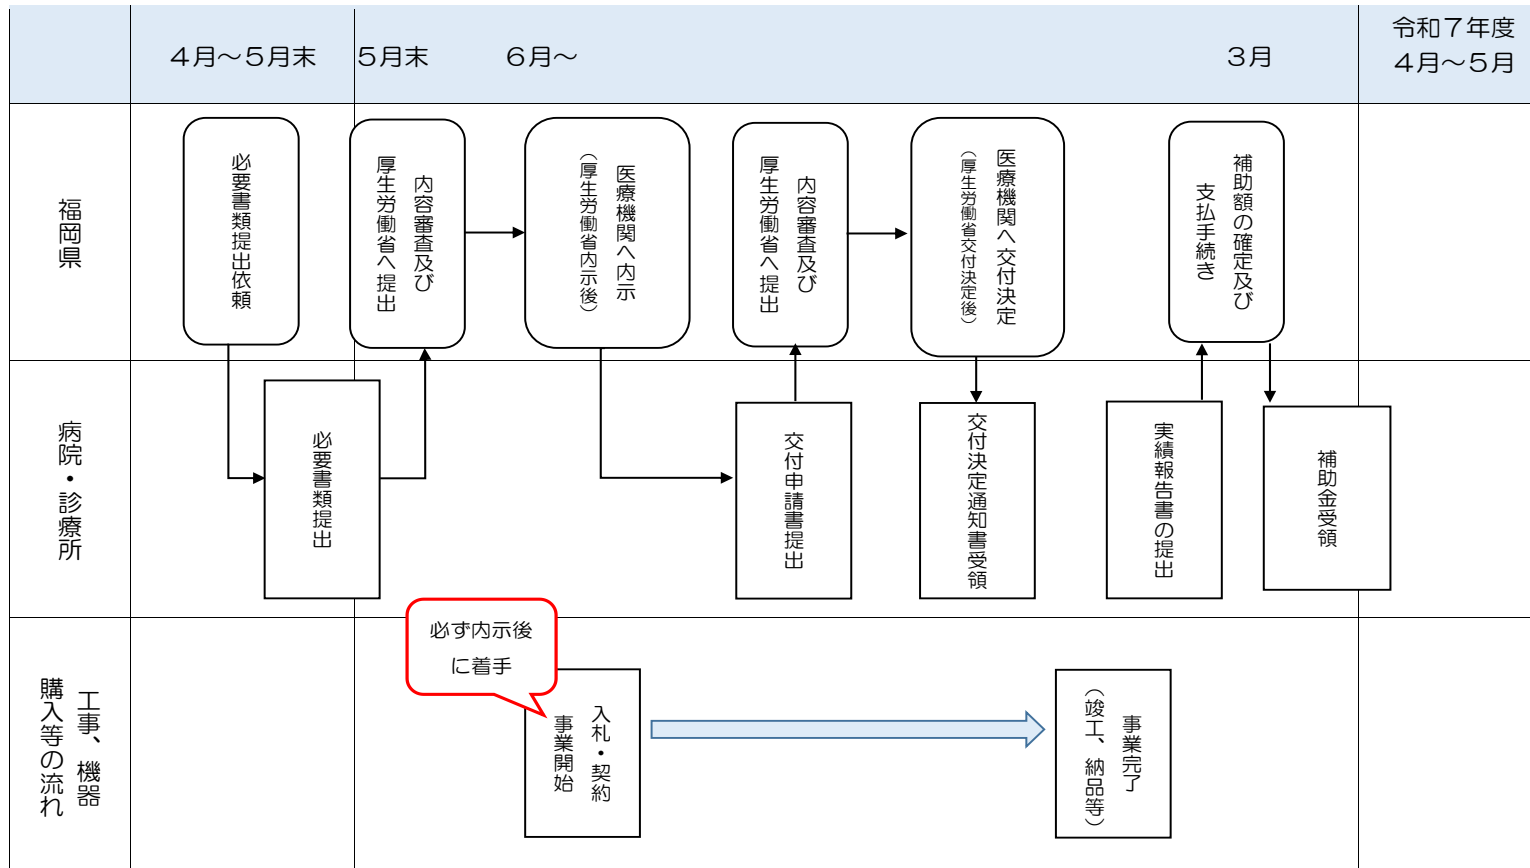 ４月～５月末
５月末
６月～
３月
令和７年度
４月～５月
福岡県
必要書類提出依頼
内容審査及び
厚生労働省へ提出
医療機関へ内示
（厚生労働省内示後）
内容審査及び
厚生労働省へ提出
医療機関へ交付決定
（厚生労働省交付決定後）
補助額の確定及び
支払手続き
病院・診療所
必要書類提出
交付申請書提出
交付決定通知書受領
実績報告書の提出
補助金受領
工事、機器
購入等の流れ
必ず内示後
に着手
入札・契約
事業開始
事業完了
（竣工、納品等）